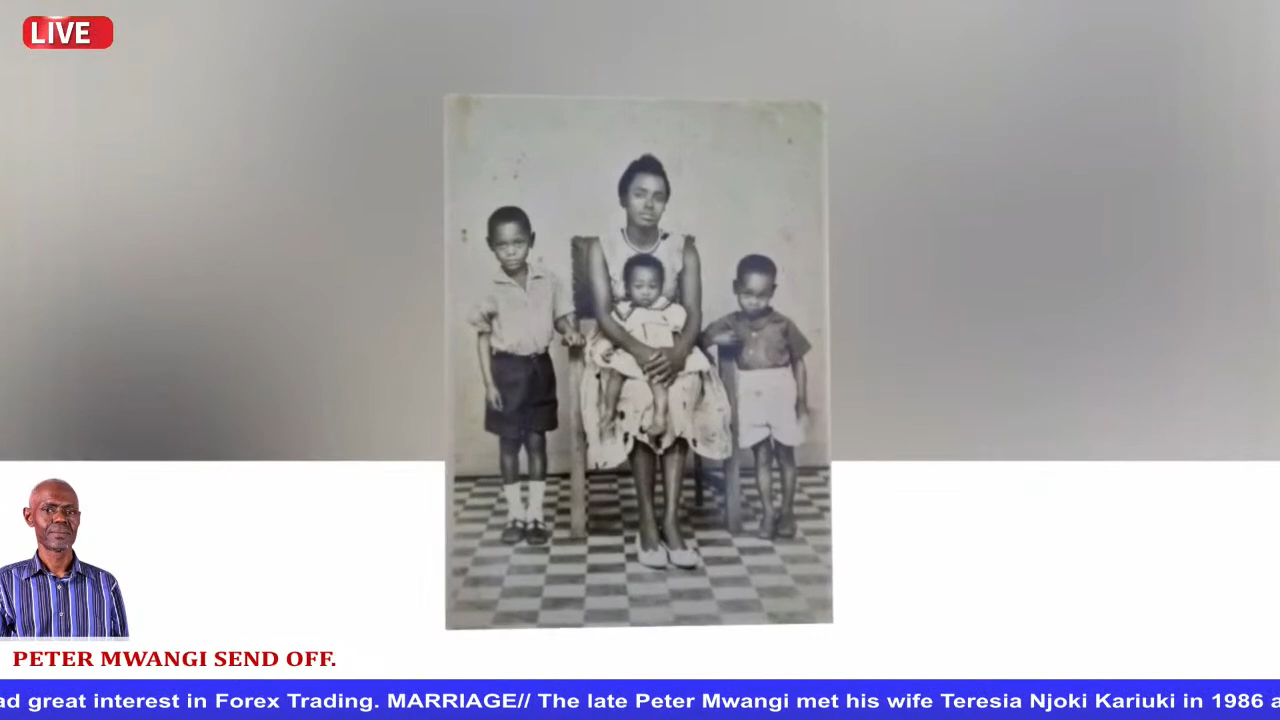 LIVE
PETER MWANGI SEND OFF.
great interest in Forex Trading. MARRIAGE// The late Peter Mwangi met his wife Teresia Njoki Kariuki in 1986